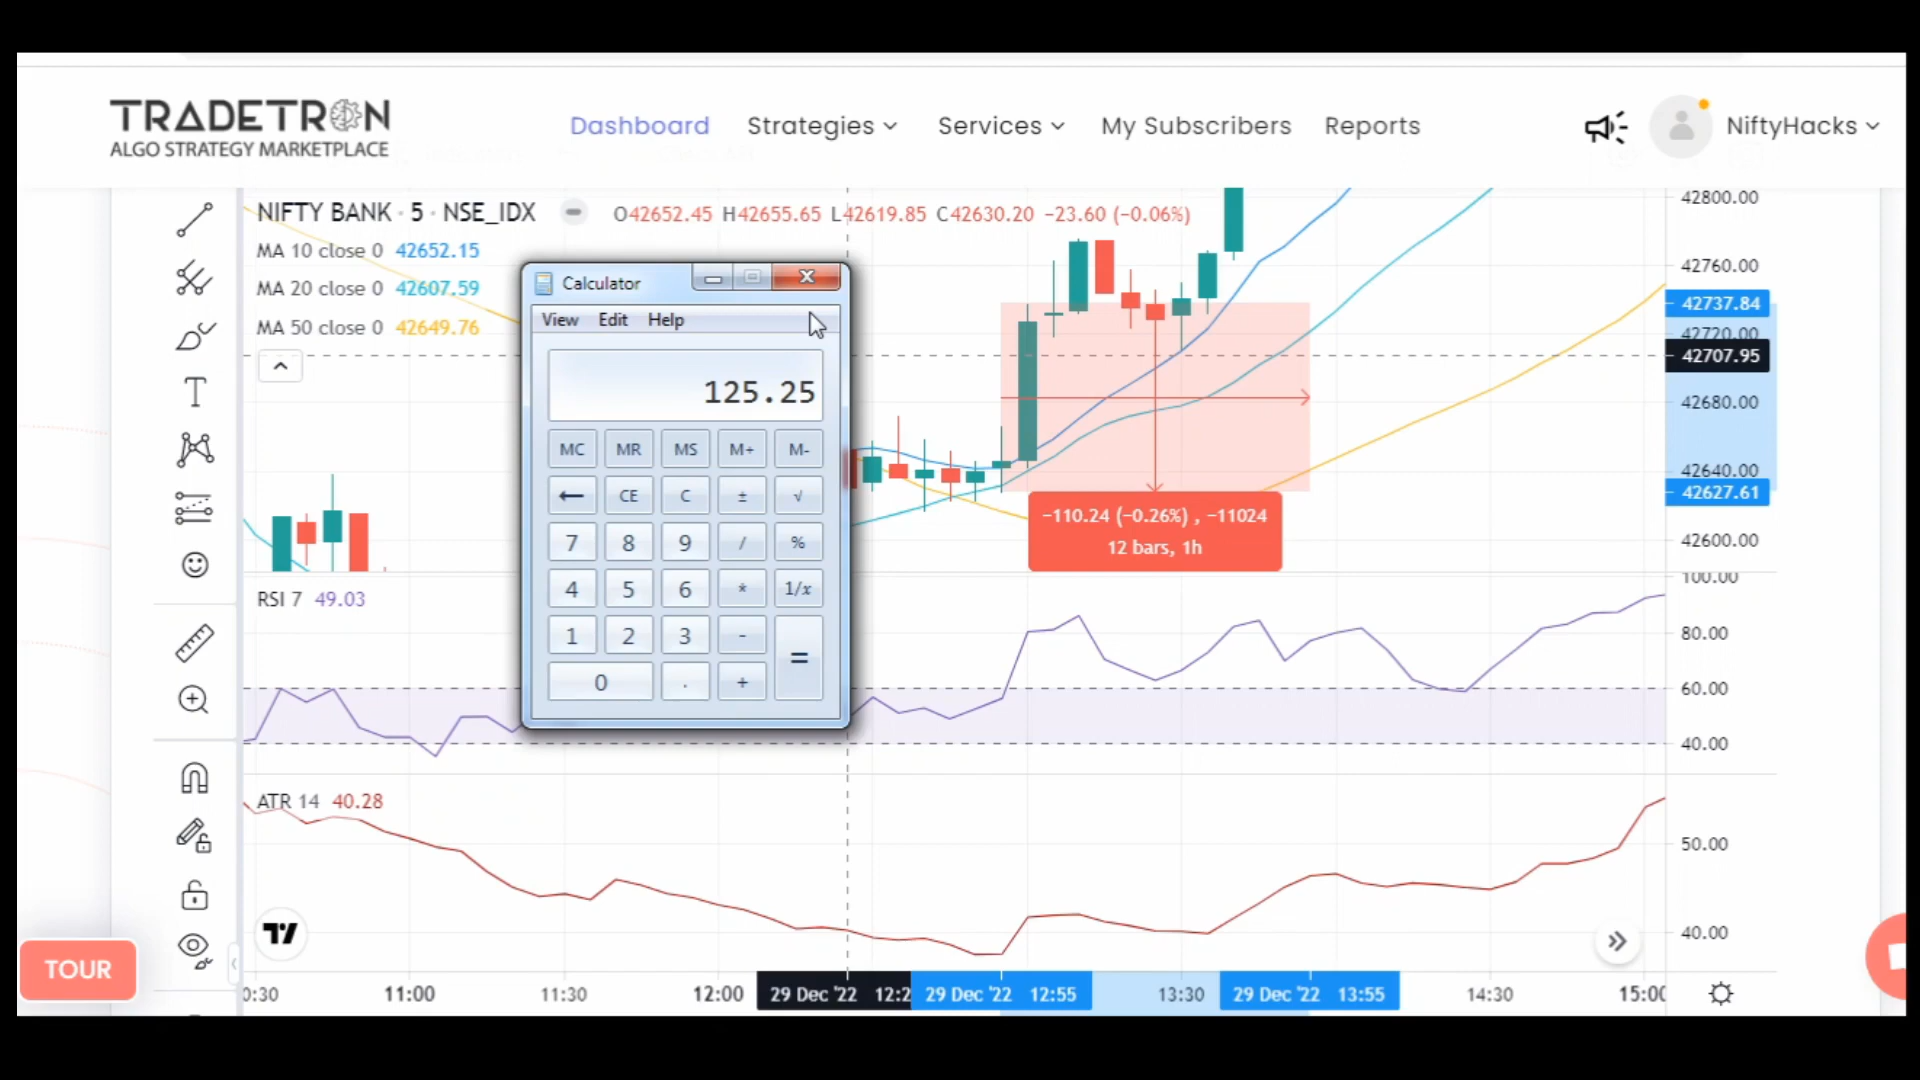 TRADETRON
ALGO STRATEGY MARKETPLACE
Dashboard Strategies Services My Subscribers Reports NiftyHacks
NIFTY BANK · 5 · NSE_IDX O42652.45 H42655.65 L42619.85 C42630.20 −23.60 (−0.06%)
MA 10 close 0 42652.15
MA 20 close 0 42607.59
MA 50 close 0 42649.76
Calculator
View Edit Help
125.25
MC MR MS M+ M-
← CE C ± √
7 8 9 / %
4 5 6 * 1/x
1 2 3 - =
0 . +
42800.00
42760.00
42737.84
42720.00
42707.95
42680.00
42640.00
42627.61
42600.00
−110.24 (−0.26%) , −11024
12 bars, 1h
RSI 7 49.03
100.00
80.00
60.00
40.00
ATR 14 40.28
50.00
40.00
TOUR
0:30 11:00 11:30 12:00 29 Dec '22 12:2 29 Dec '22 12:55 13:30 29 Dec '22 13:55 14:30 15:00